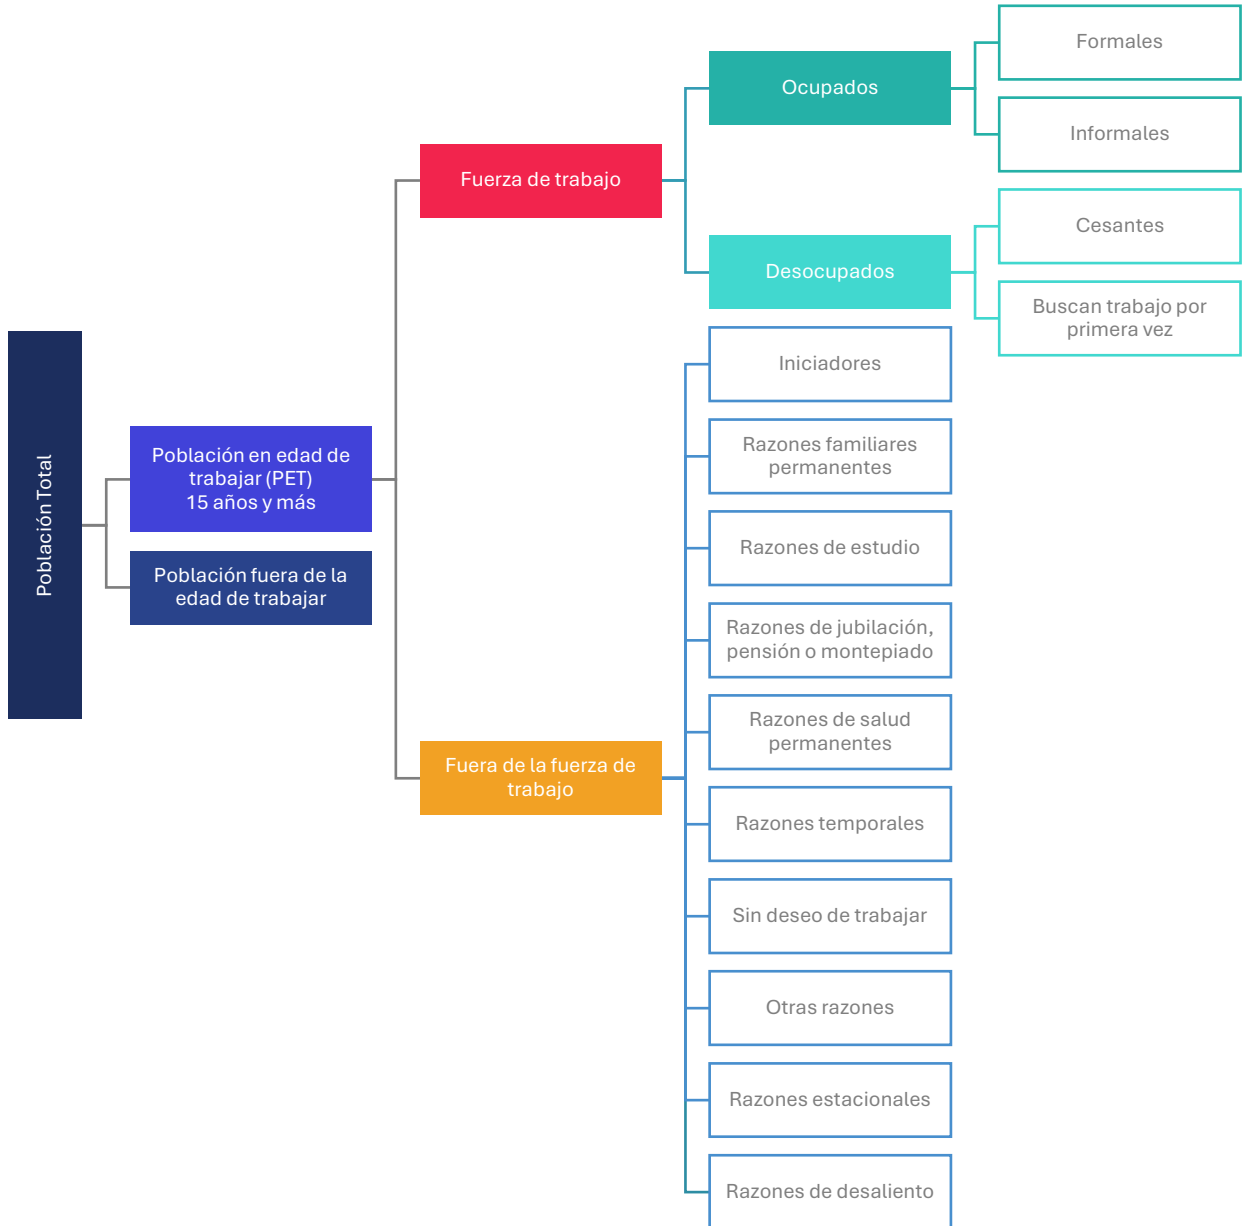 Población Total
Población en edad de
trabajar (PET)
15 años y más
Población fuera de la
edad de trabajar
Fuerza de trabajo
Fuera de la fuerza de
trabajo
Ocupados
Desocupados
Formales
Informales
Cesantes
Buscan trabajo por
primera vez
Iniciadores
Razones familiares
permanentes
Razones de estudio
Razones de jubilación,
pensión o montepiado
Razones de salud
permanentes
Razones temporales
Sin deseo de trabajar
Otras razones
Razones estacionales
Razones de desaliento